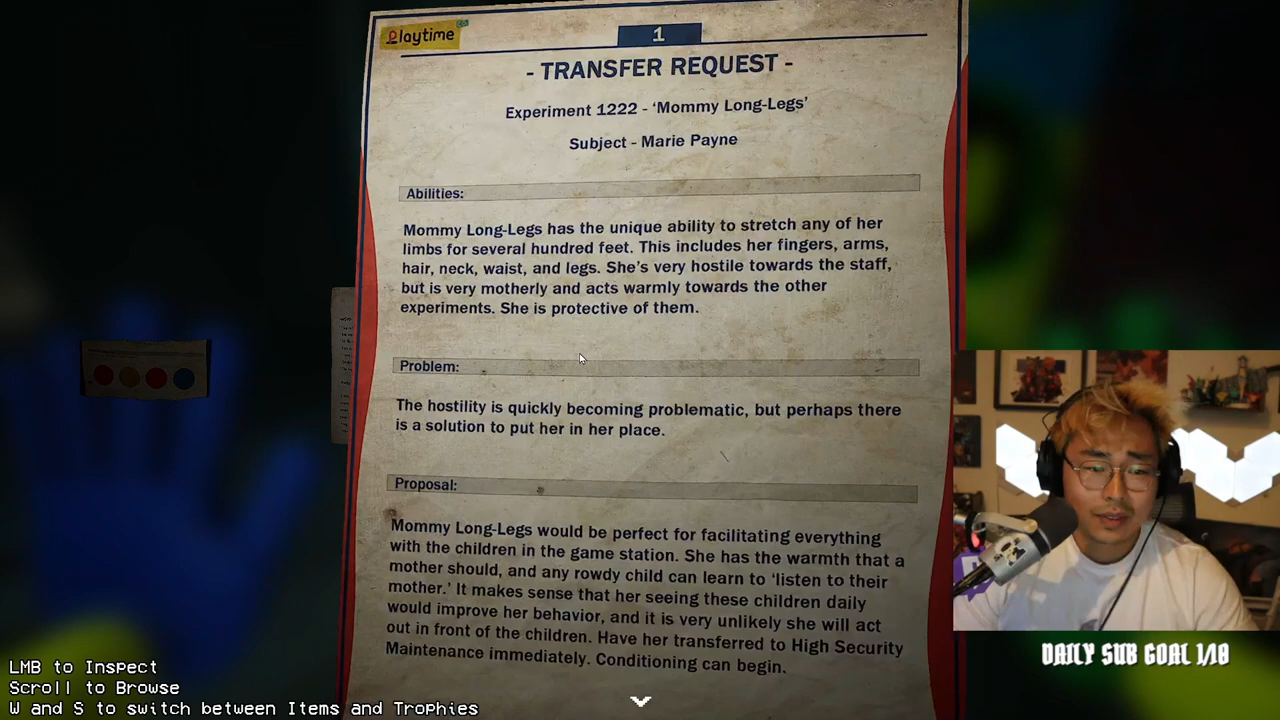 Playtime
1
- TRANSFER REQUEST -
Experiment 1222 - ‘Mommy Long-Legs’
Subject - Marie Payne
Abilities:
Mommy Long-Legs has the unique ability to stretch any of her
limbs for several hundred feet. This includes her fingers, arms,
hair, neck, waist, and legs. She’s very hostile towards the staff,
but is very motherly and acts warmly towards the other
experiments. She is protective of them.
Problem:
The hostility is quickly becoming problematic, but perhaps there
is a solution to put her in her place.
Proposal:
Mommy Long-Legs would be perfect for facilitating everything
with the children in the game station. She has the warmth that a
mother should, and any rowdy child can learn to ‘listen to their
mother.’ It makes sense that her seeing these children daily
would improve her behavior, and it is very unlikely she will act
out in front of the children. Have her transferred to High Security
Maintenance immediately. Conditioning can begin.
LMB to Inspect
Scroll to Browse
W and S to switch between Items and Trophies
DAILY SUB GOAL 1/18